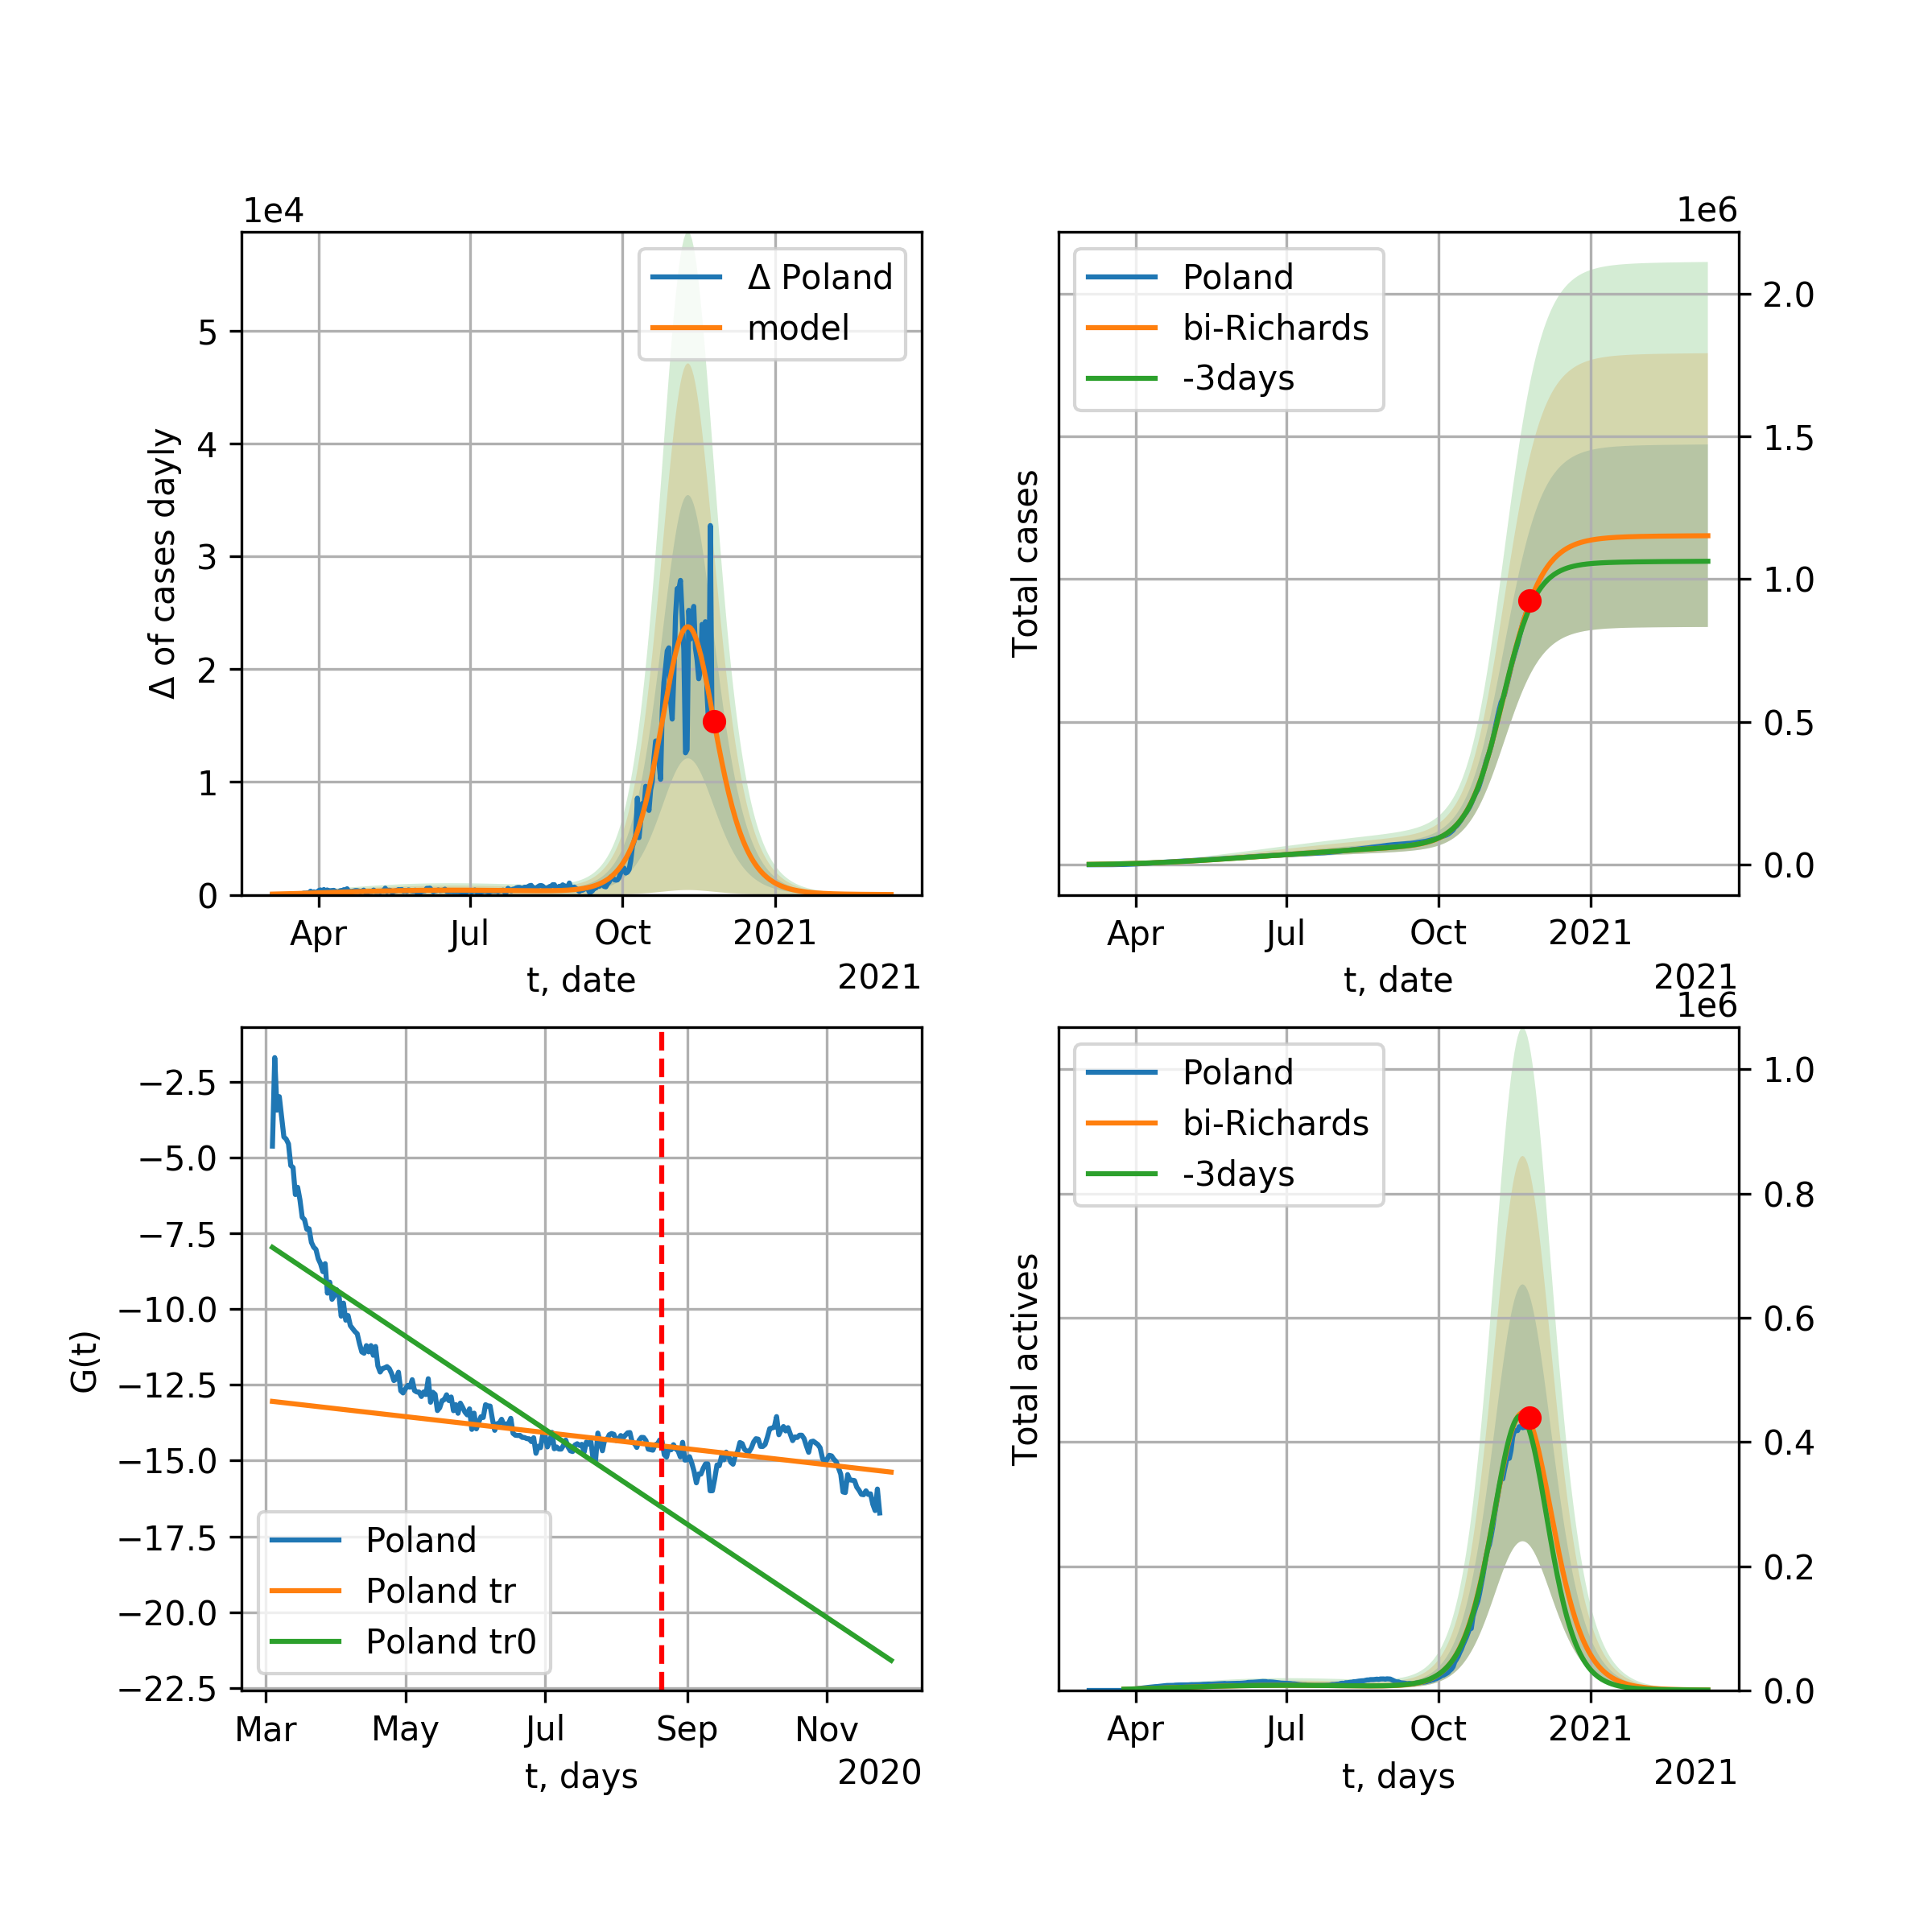 1e4
Δ Poland
model
5
4
3
2
1
0
Δ of cases dayly
Apr Jul Oct 2021
t, date
2021
1e6
Poland
bi-Richards
-3days
2.0
1.5
1.0
0.5
0.0
Total cases
Apr Jul Oct 2021
t, date
2021
−2.5
−5.0
−7.5
−10.0
−12.5
−15.0
−17.5
−20.0
−22.5
G(t)
Poland
Poland tr
Poland tr0
Mar May Jul Sep Nov
t, days
2020
1e6
Poland
bi-Richards
-3days
1.0
0.8
0.6
0.4
0.2
0.0
Total actives
Apr Jul Oct 2021
t, days
2021